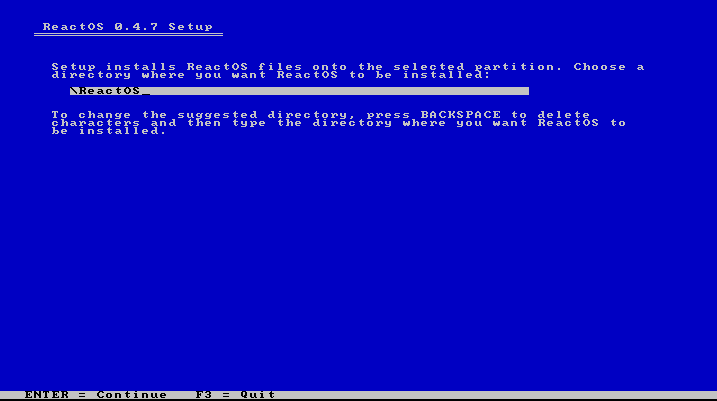 ReactOS 0.4.7 Setup
Setup installs ReactOS files onto the selected partition. Choose a
directory where you want ReactOS to be installed:
\ReactOS_
To change the suggested directory, press BACKSPACE to delete
characters and then type the directory where you want ReactOS to
be installed.
ENTER = Continue   F3 = Quit